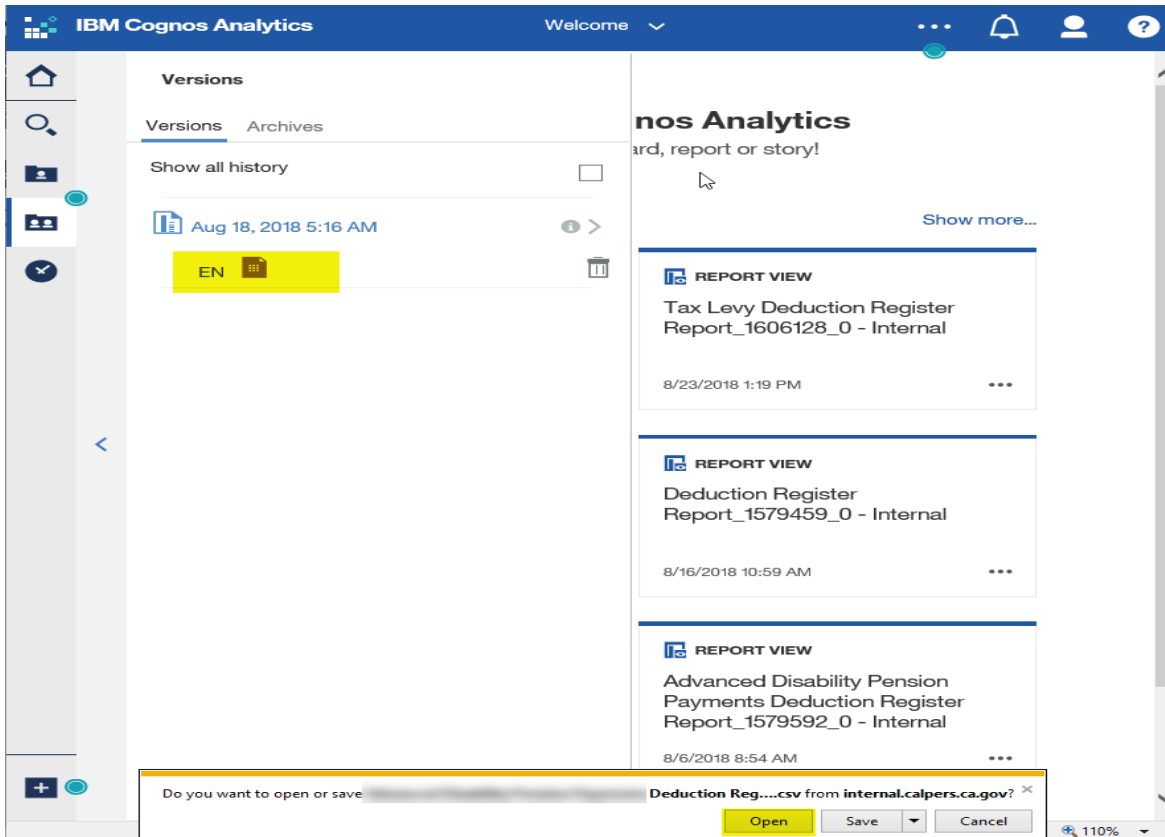 IBM Cognos Analytics
Welcome
?
Versions
Versions Archives
Show all history
Aug 18, 2018 5:16 AM
EN
nos Analytics
ard, report or story!
Show more...
REPORT VIEW
Tax Levy Deduction Register
Report_1606128_0 - Internal
8/23/2018 1:19 PM
REPORT VIEW
Deduction Register
Report_1579459_0 - Internal
8/16/2018 10:59 AM
REPORT VIEW
Advanced Disability Pension
Payments Deduction Register
Report_1579592_0 - Internal
8/6/2018 8:54 AM
Do you want to open or save Deduction Reg....csv from internal.calpers.ca.gov?
Open Save Cancel
110%